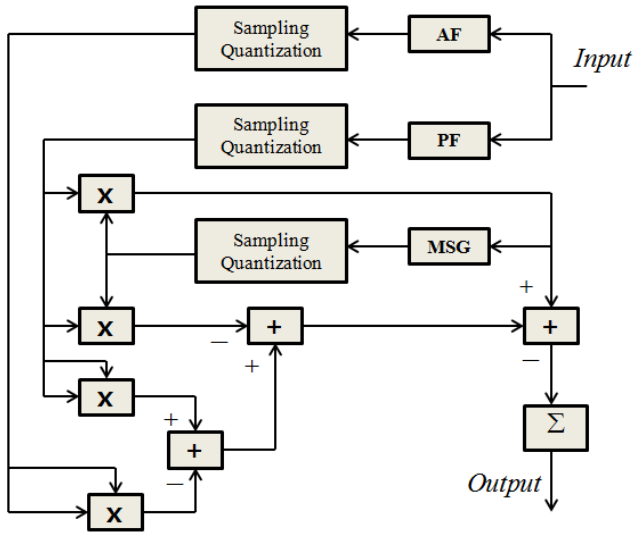 Sampling
Quantization
AF
Input
Sampling
Quantization
PF
X
Sampling
Quantization
MSG
+
X
−
+
+
+
−
X
+
+
−
Σ
X
Output